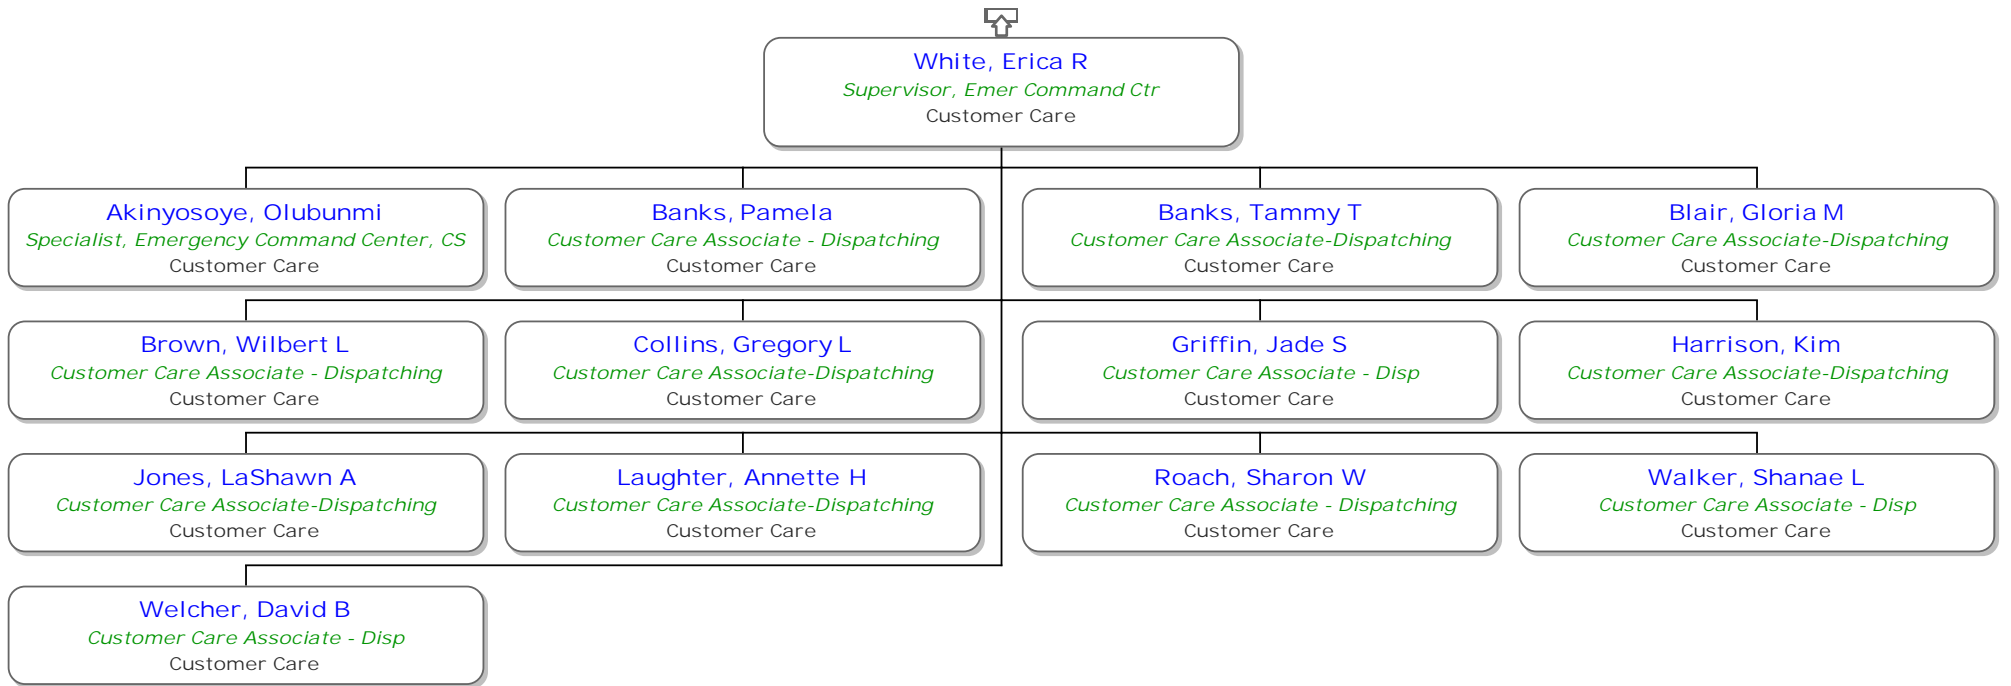 White, Erica R
Supervisor, Emer Command Ctr
Customer Care
Akinyosoye, Olubunmi
Specialist, Emergency Command Center, CS
Customer Care
Banks, Pamela
Customer Care Associate - Dispatching
Customer Care
Banks, Tammy T
Customer Care Associate-Dispatching
Customer Care
Blair, Gloria M
Customer Care Associate-Dispatching
Customer Care
Brown, Wilbert L
Customer Care Associate - Dispatching
Customer Care
Collins, Gregory L
Customer Care Associate-Dispatching
Customer Care
Griffin, Jade S
Customer Care Associate - Disp
Customer Care
Harrison, Kim
Customer Care Associate-Dispatching
Customer Care
Jones, LaShawn A
Customer Care Associate-Dispatching
Customer Care
Laughter, Annette H
Customer Care Associate-Dispatching
Customer Care
Roach, Sharon W
Customer Care Associate - Dispatching
Customer Care
Walker, Shanae L
Customer Care Associate - Disp
Customer Care
Welcher, David B
Customer Care Associate - Disp
Customer Care